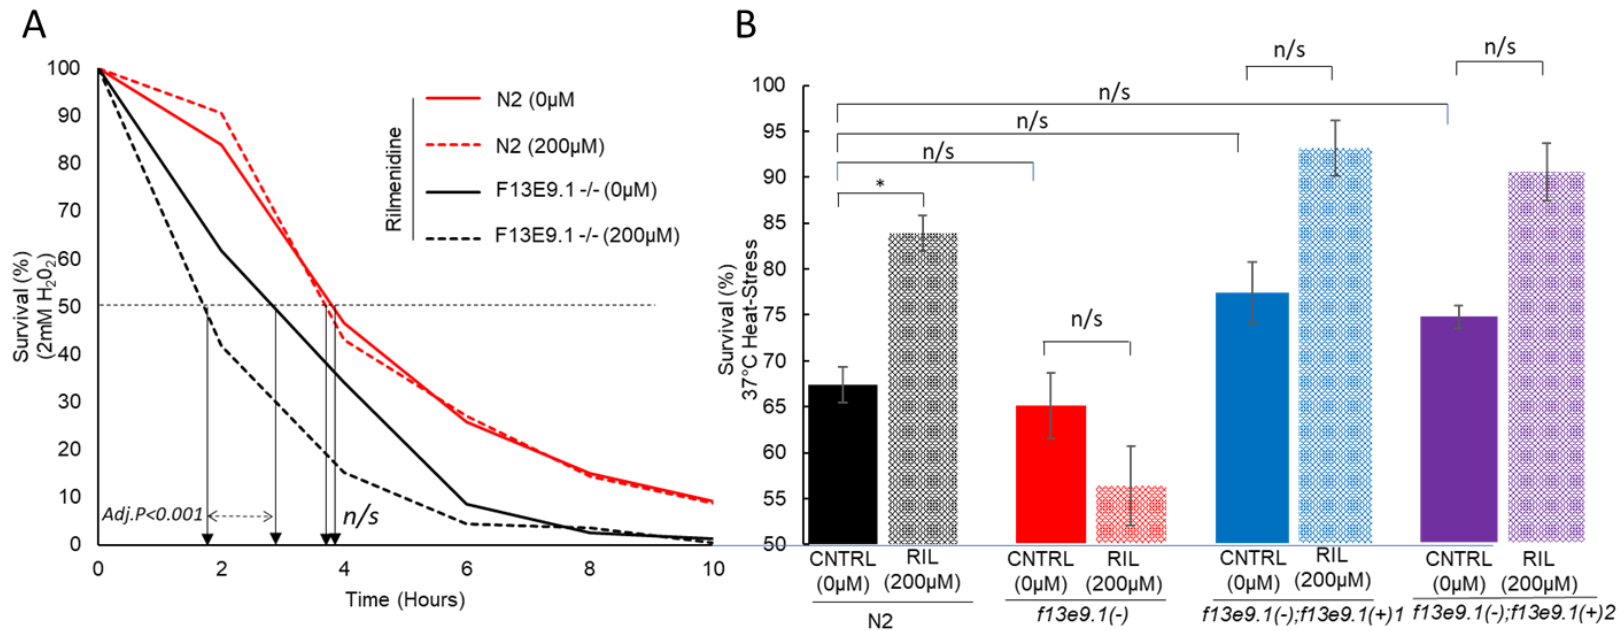 A
100
90
80
70
60
50
40
30
20
10
0
Survival (%)
(2mM H₂0₂)
0
2
4
6
8
10
Time (Hours)
Rilmenidine
N2 (0µM
N2 (200µM)
F13E9.1 -/- (0µM)
F13E9.1 -/- (200µM)
Adj.P<0.001
n/s
B
100
95
90
85
80
75
70
65
60
55
50
Survival (%)
37°C Heat-Stress
*
n/s
n/s
n/s
n/s
n/s
n/s
CNTRL
(0µM)
RIL
(200µM)
CNTRL
(0µM)
RIL
(200µM)
CNTRL
(0µM)
RIL
(200µM)
CNTRL
(0µM)
RIL
(200µM)
N2
f13e9.1(-)
f13e9.1(-);f13e9.1(+)1
f13e9.1(-);f13e9.1(+)2